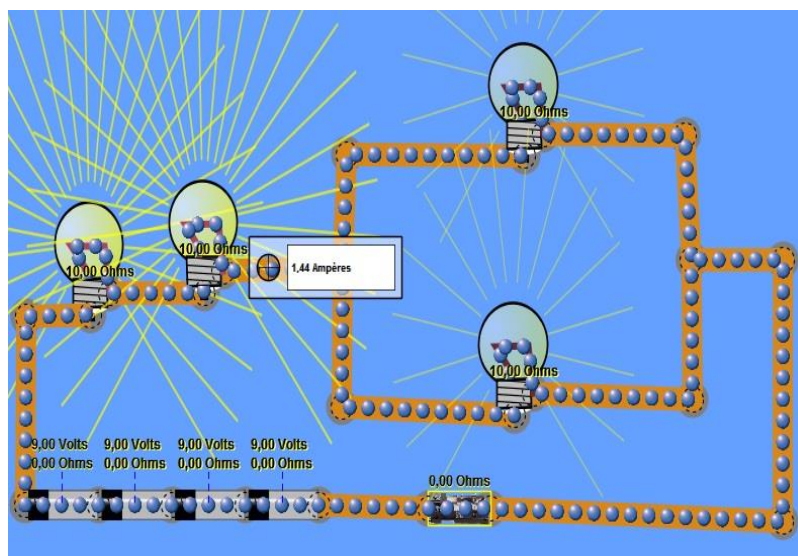 10,00 Ohms
10,00 Ohms
10,00 Ohms
1,44 Ampères
10,00 Ohms
9,00 Volts 9,00 Volts 9,00 Volts 9,00 Volts
0,00 Ohms 0,00 Ohms 0,00 Ohms 0,00 Ohms
0,00 Ohms